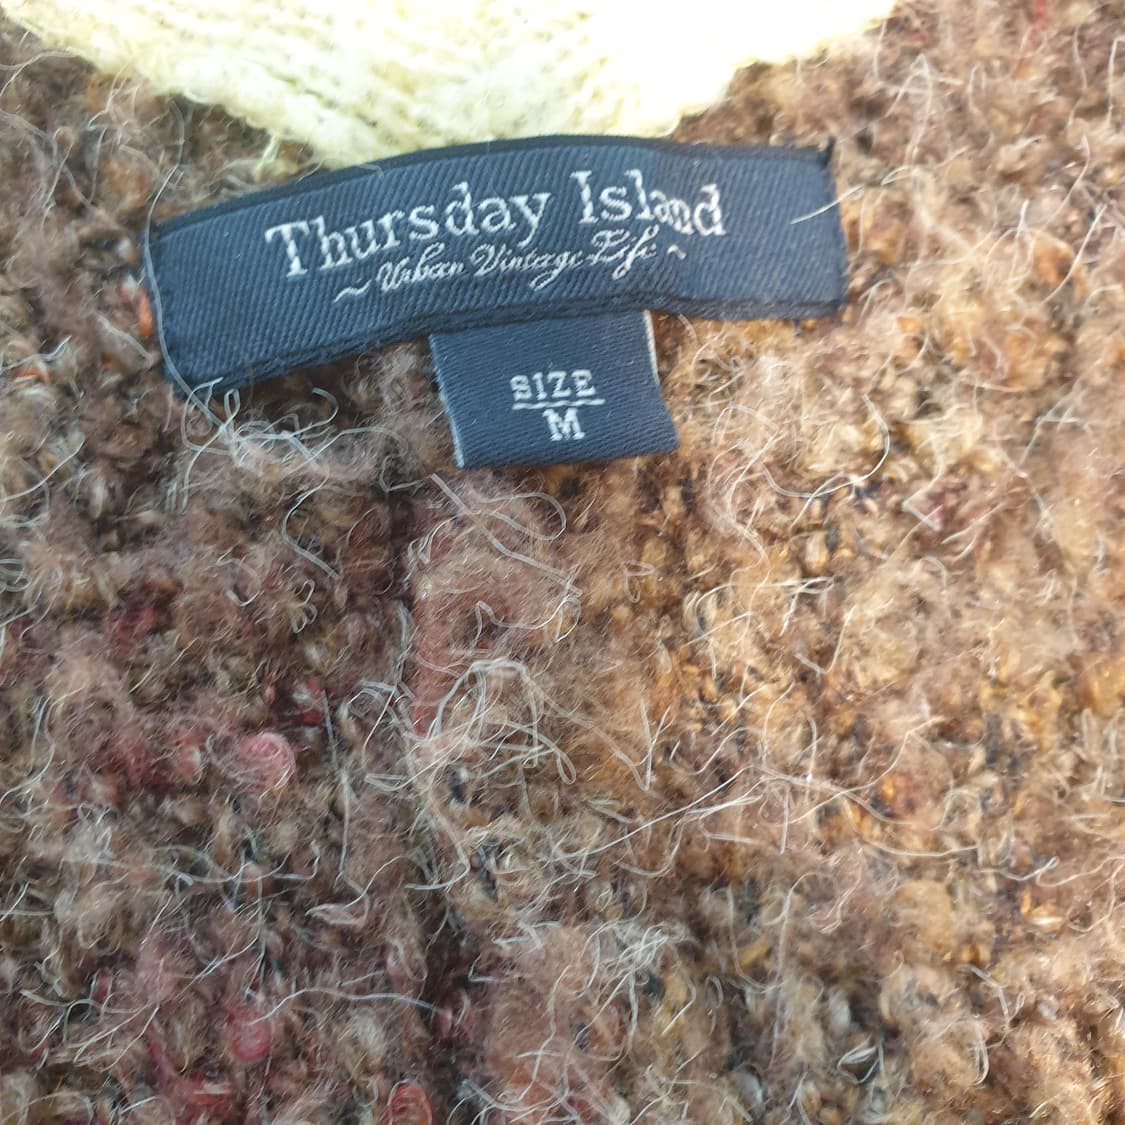 Thursday Island
~ Urban Vintage Life ~
SIZE
M